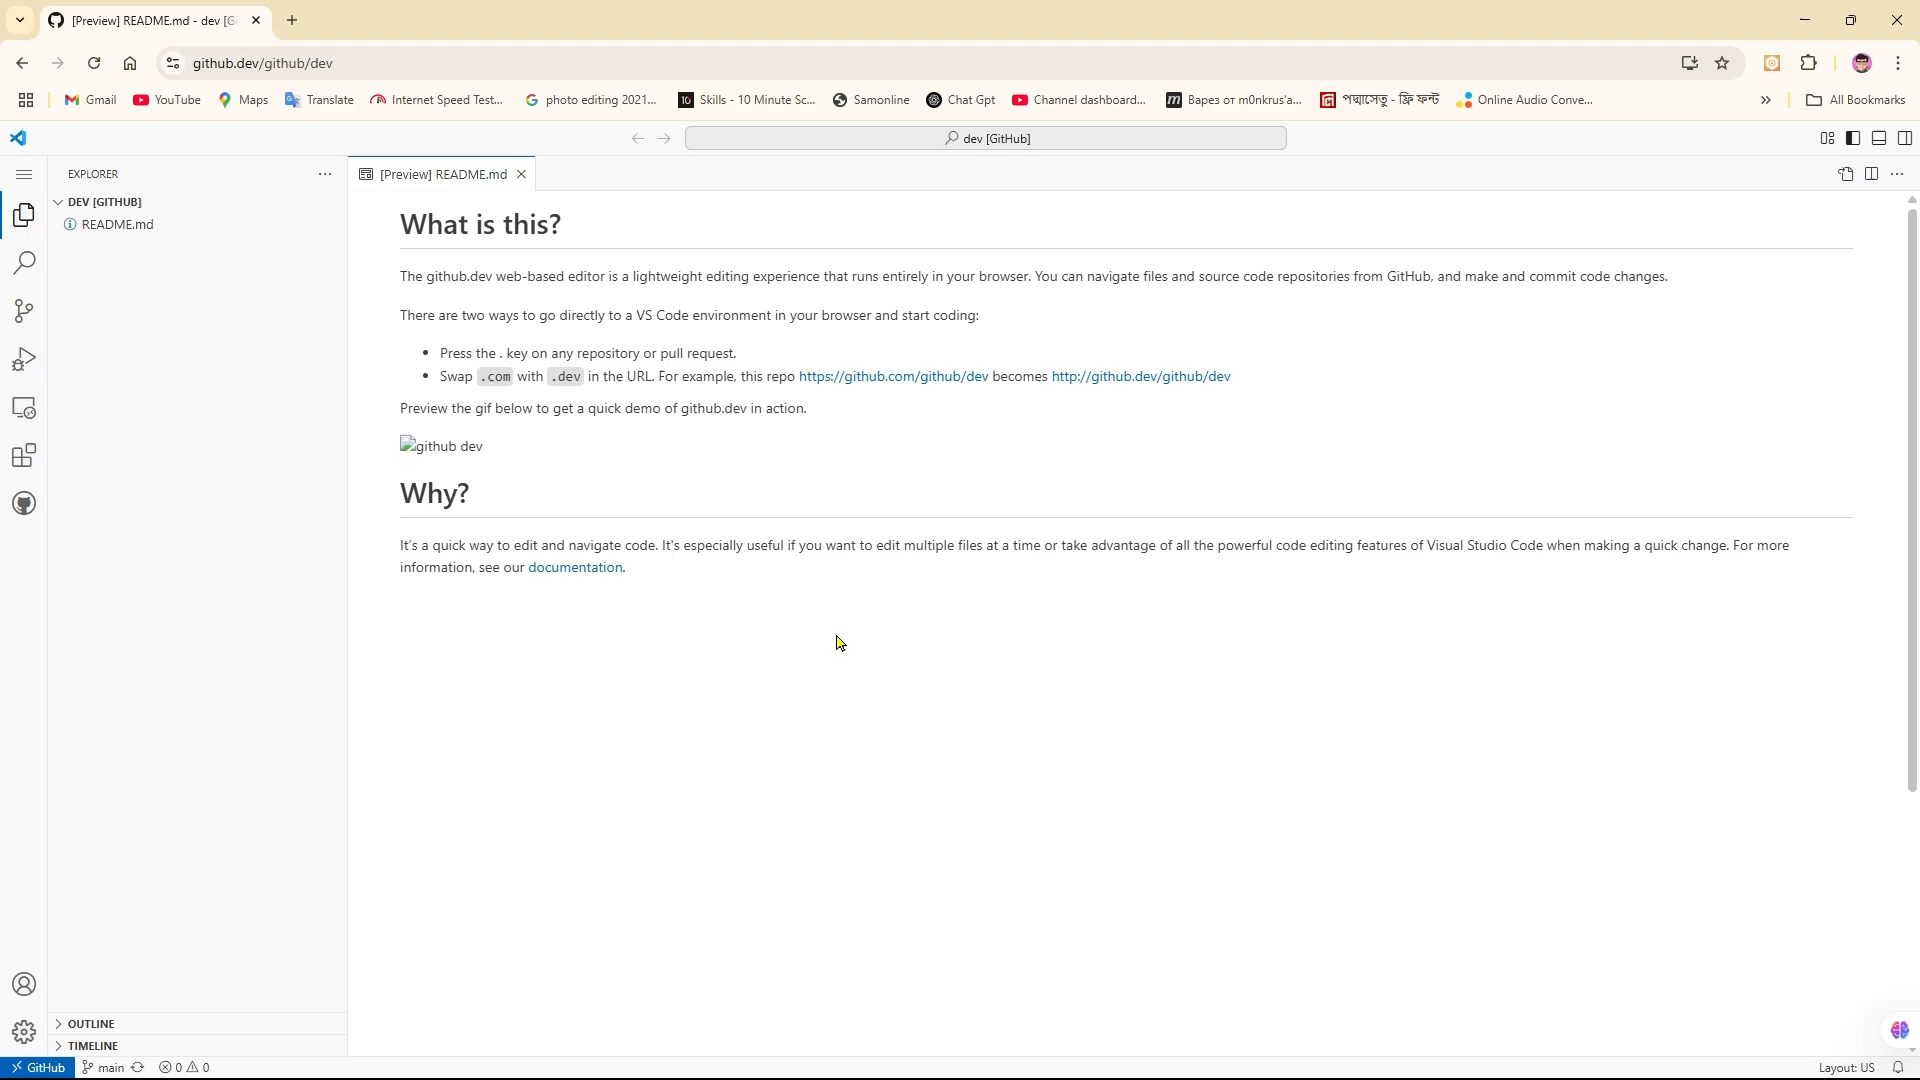 [Preview] README.md - dev [G
github.dev/github/dev
Gmail YouTube Maps Translate Internet Speed Test... photo editing 2021... Skills - 10 Minute Sc... Samonline Chat Gpt Channel dashboard... Варез от m0nkrus'a... পদ্মাসেতু - ফ্রি ফন্ট Online Audio Conve... All Bookmarks
dev [GitHub]
EXPLORER
[Preview] README.md
DEV [GITHUB]
README.md
What is this?
The github.dev web-based editor is a lightweight editing experience that runs entirely in your browser. You can navigate files and source code repositories from GitHub, and make and commit code changes.
There are two ways to go directly to a VS Code environment in your browser and start coding:
• Press the . key on any repository or pull request.
• Swap .com with .dev in the URL. For example, this repo https://github.com/github/dev becomes http://github.dev/github/dev
Preview the gif below to get a quick demo of github.dev in action.
github dev
Why?
It's a quick way to edit and navigate code. It's especially useful if you want to edit multiple files at a time or take advantage of all the powerful code editing features of Visual Studio Code when making a quick change. For more
information, see our documentation.
OUTLINE
TIMELINE
GitHub main 0 0 Layout: US